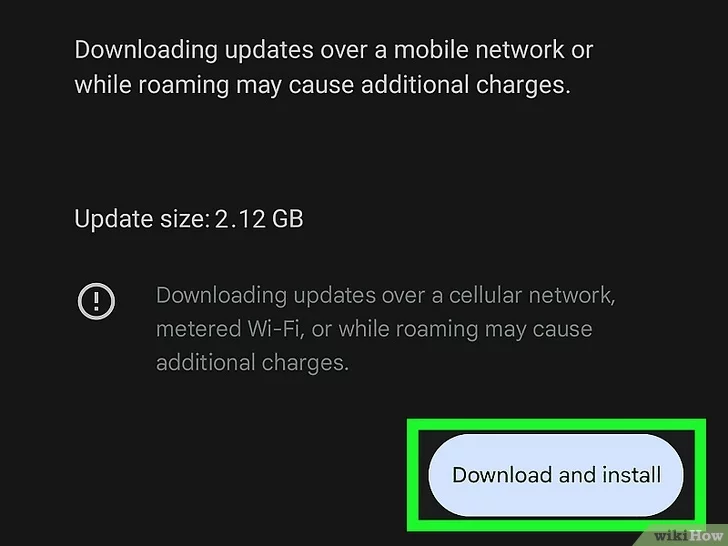 Downloading updates over a mobile network or
while roaming may cause additional charges.
Update size: 2.12 GB
Downloading updates over a cellular network,
metered Wi-Fi, or while roaming may cause
additional charges.
Download and install
wikiHow